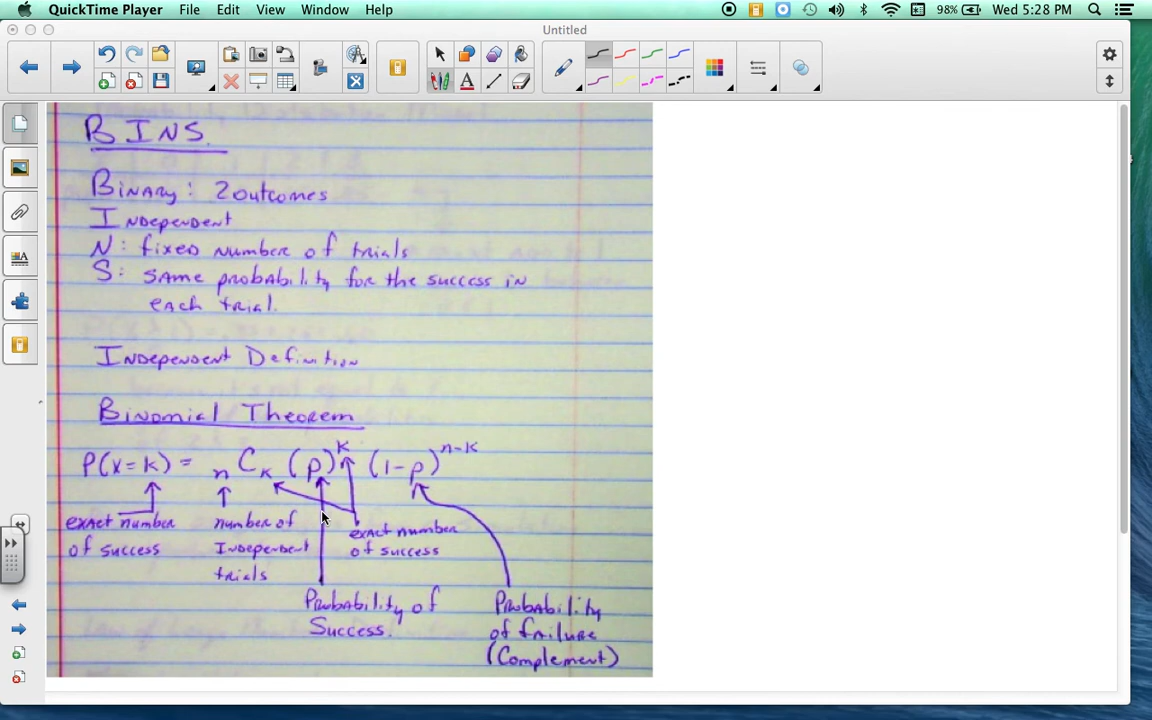 QuickTime Player File Edit View Window Help 98% Wed 5:28 PM
Untitled
BINS.
Binary: 2 outcomes
Independent
N: fixed number of trials
S: same probability for the success in
each trial.
Independent Definition
Binomial Theorem
P(x=k) = nCk (p)^k (1-p)^n-k
exact number number of exact number
of success Independent of success
trials
Probability of Probability
Success. of failure
(Complement)